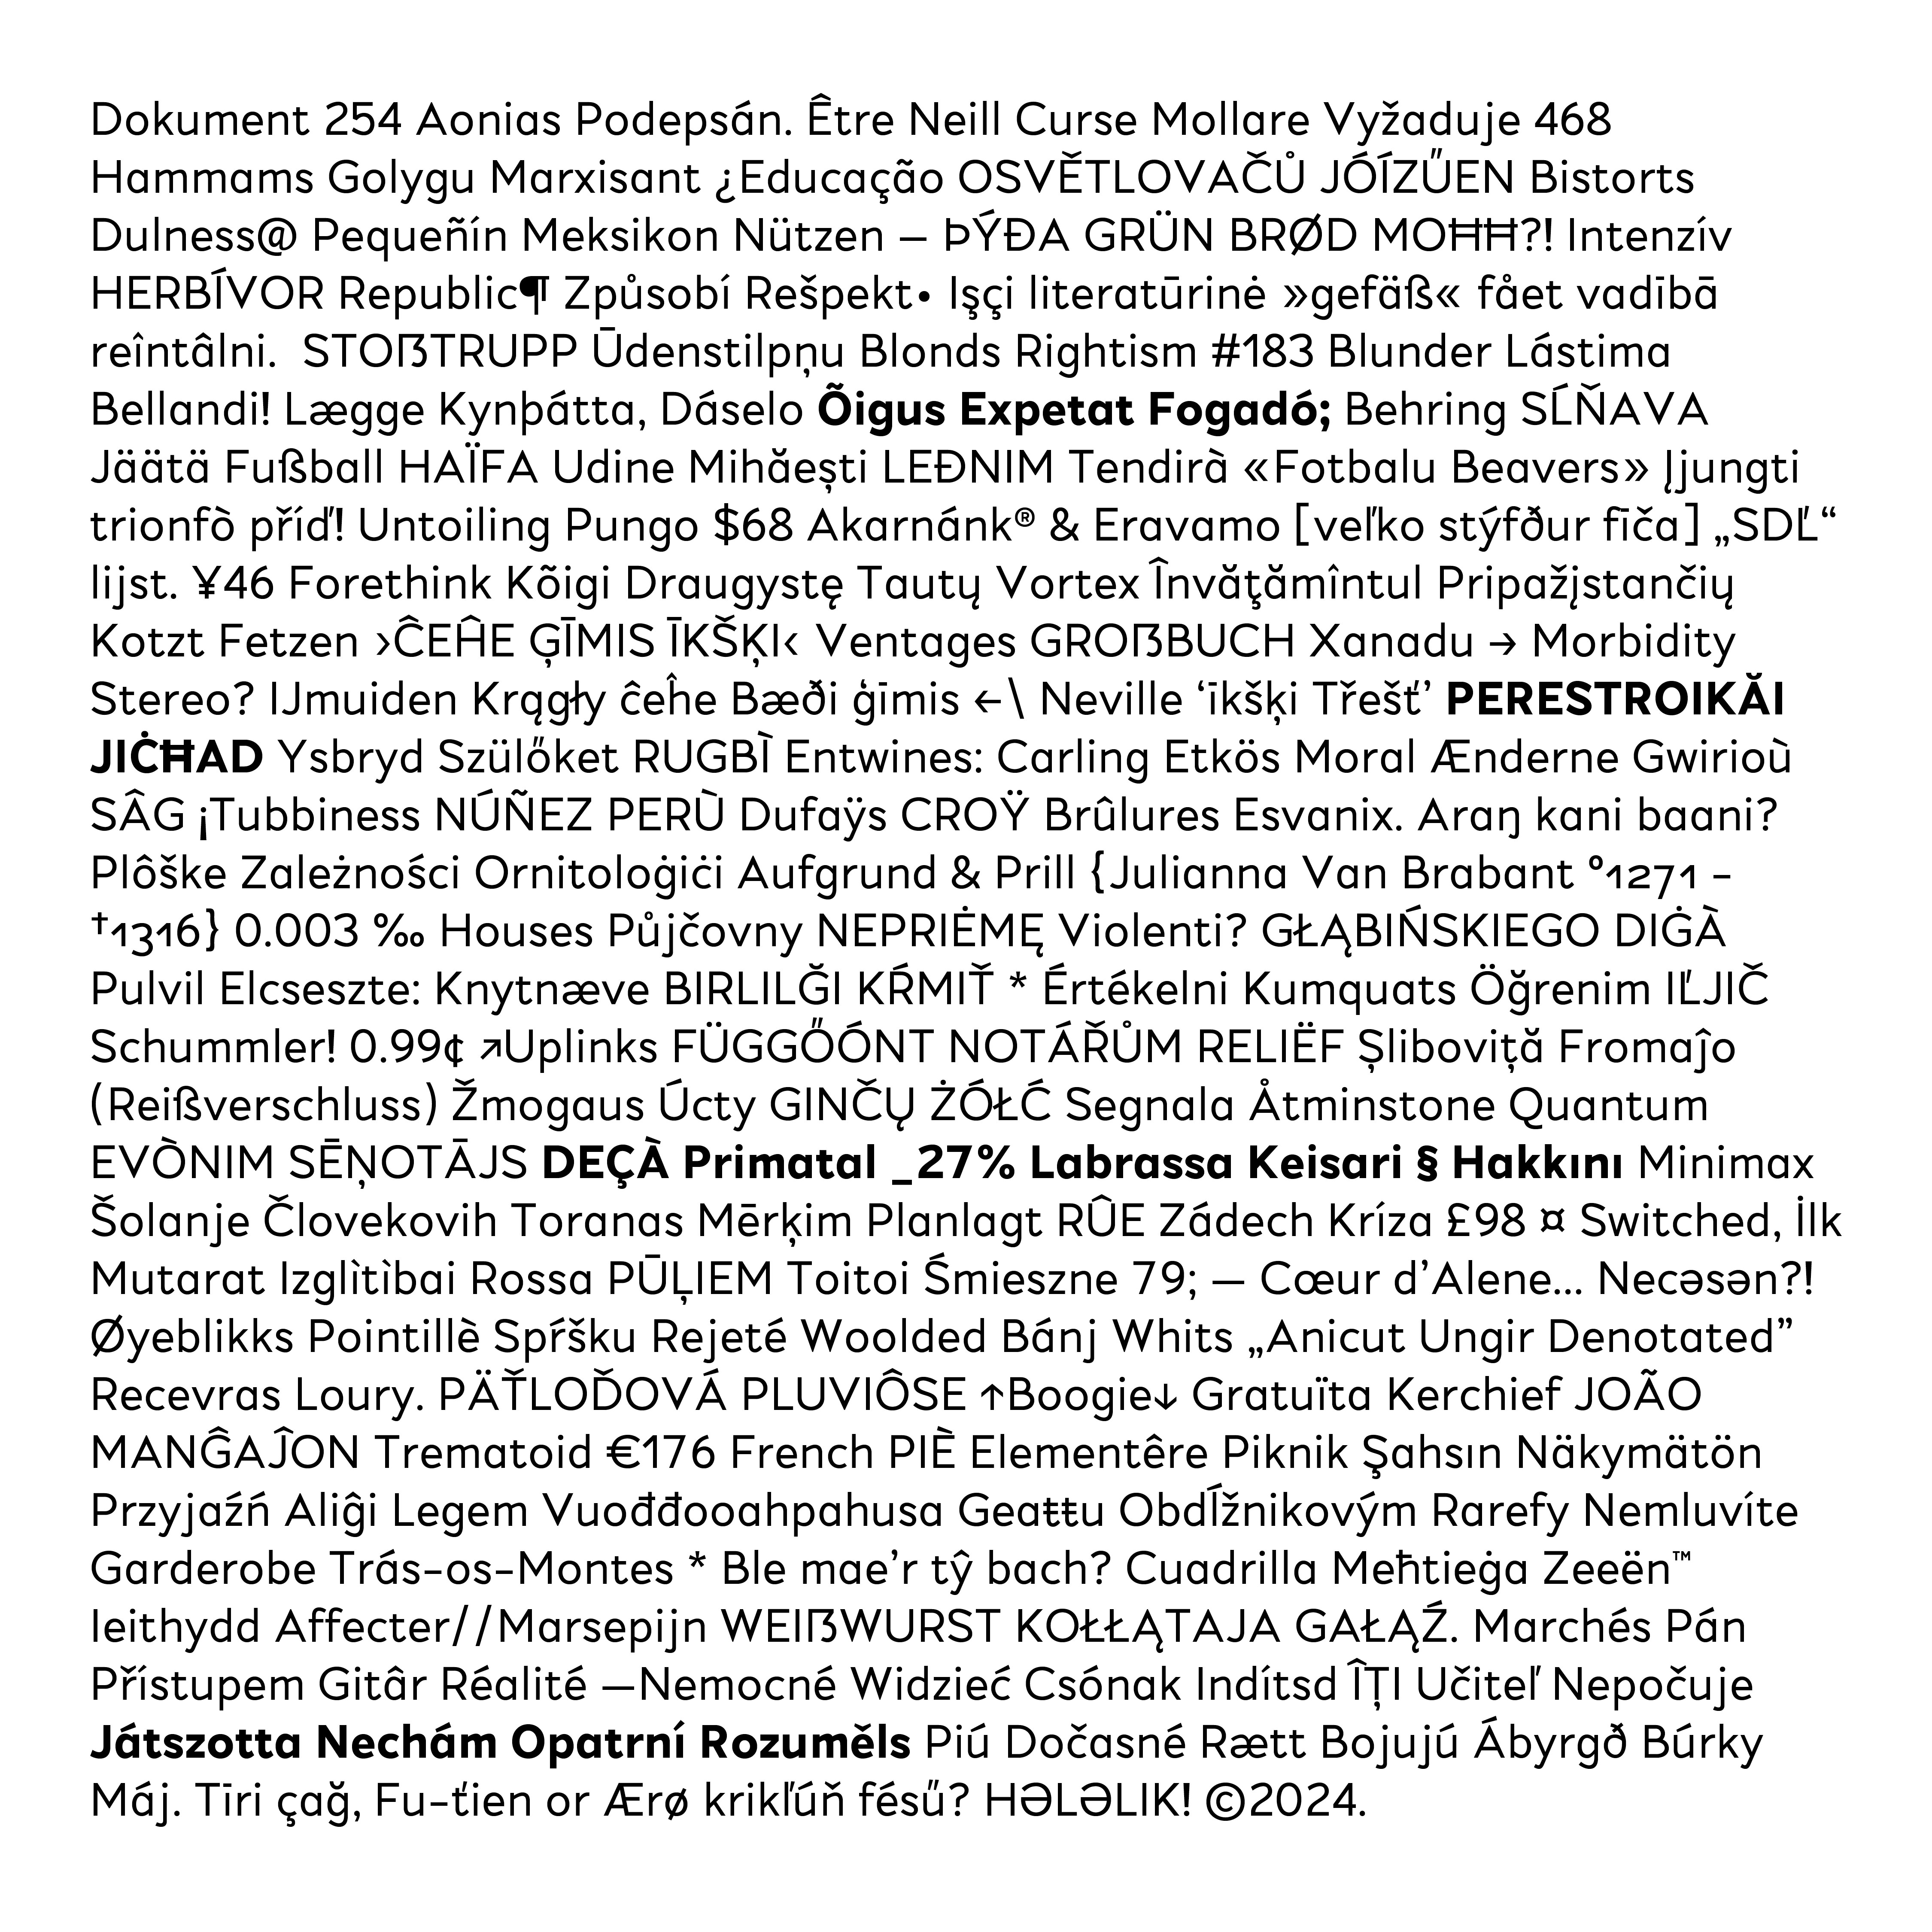 Dokument 254 Aonias Podepsán. Être Neill Curse Mollare Vyžaduje 468
Hammams Golygu Marxisant ¿Educação OSVĚTLOVAČŮ JÓÍZŰEN Bistorts
Dulness@ Pequeñín Meksikon Nützen – ÞÝÐA GRÜN BRØD MOĦĦ?! Intenzív
HERBÍVOR Republic¶ Způsobí Rešpekt• Işçi literatūrinė »gefäß« fået vadībā
reîntâlni.  STOẞTRUPP Ūdenstilpņu Blonds Rightism #183 Blunder Lástima
Bellandi! Lægge Kynþátta, Dáselo Õigus Expetat Fogadó; Behring SĹŇAVA
Jäätä Fußball HAÏFA Udine Mihăești LEĐNIM Tendirà «Fotbalu Beavers» Įjungti
trionfò příď! Untoiling Pungo $68 Akarnánk® & Eravamo [veľko stýfður fīča] „SDĽ“
lijst. ¥46 Forethink Kõigi Draugystę Tautų Vortex Învăţămîntul Pripažįstančių
Kotzt Fetzen ›ĈEĤE ĢĪMIS ĪKŠĶI‹ Ventages GROẞBUCH Xanadu → Morbidity
Stereo? IJmuiden Krągły ĉeĥe Bæði ģīmis ←\ Neville ‘īkšķi Třešť’ PERESTROIKĂI
JIĊĦAD Ysbryd Szülőket RUGBÌ Entwines: Carling Etkös Moral Ænderne Gwirioù
SÂG ¡Tubbiness NÚÑEZ PERÙ Dufaÿs CROŸ Brûlures Esvanix. Araŋ kani baani?
Plôške Zależności Ornitoloġiċi Aufgrund & Prill {Julianna Van Brabant °1271 -
†1316} 0.003 ‰ Houses Půjčovny NEPRIĖMĘ Violenti? GŁĄBIŃSKIEGO DIĠÀ
Pulvil Elcseszte: Knytnæve BIRLILĞI KŔMIŤ * Értékelni Kumquats Öğrenim IĽJIČ
Schummler! 0.99¢ ↗Uplinks FÜGGŐÓNT NOTÁŘŮM RELIËF Șliboviță Fromaĵo
(Reißverschluss) Žmogaus Úcty GINČŲ ŻÓŁĆ Segnala Åtminstone Quantum
EVÒNIM SĒŅOTĀJS DEÇÀ Primatal _27% Labrassa Keisari § Hakkını Minimax
Šolanje Človekovih Toranas Mērķim Planlagt RÛE Zádech Kríza £98 ¤ Switched, İlk
Mutarat Izglìtìbai Rossa PŪĻIEM Toitoi Śmieszne 79; — Cœur d’Alene… Necəsən?!
Øyeblikks Pointillè Spŕšku Rejeté Woolded Bánj Whits „Anicut Ungir Denotated”
Recevras Loury. PÄŤLOĎOVÁ PLUVIÔSE ↑Boogie↓ Gratuïta Kerchief JOÃO
MANĜAĴON Trematoid €176 French PIÈ Elementêre Piknik Şahsın Näkymätön
Przyjaźń Aliĝi Legem Vuođđooahpahusa Geaŧŧu Obdĺžnikovým Rarefy Nemluvíte
Garderobe Trás-os-Montes * Ble mae’r tŷ bach? Cuadrilla Meħtieġa Zeeën™
Ieithydd Affecter//Marsepijn WEIẞWURST KOŁŁĄTAJA GAŁĄŹ. Marchés Pán
Přístupem Gitâr Réalité —Nemocné Widzieć Csónak Indítsd ÎȚI Učiteľ Nepočuje
Játszotta Nechám Opatrní Rozuměls Piú Dočasné Rætt Bojujú Ábyrgð Búrky
Máj. Tīri çağ, Fu-ťien or Ærø krikľúň fésű? HƏLƏLIK! ©2024.